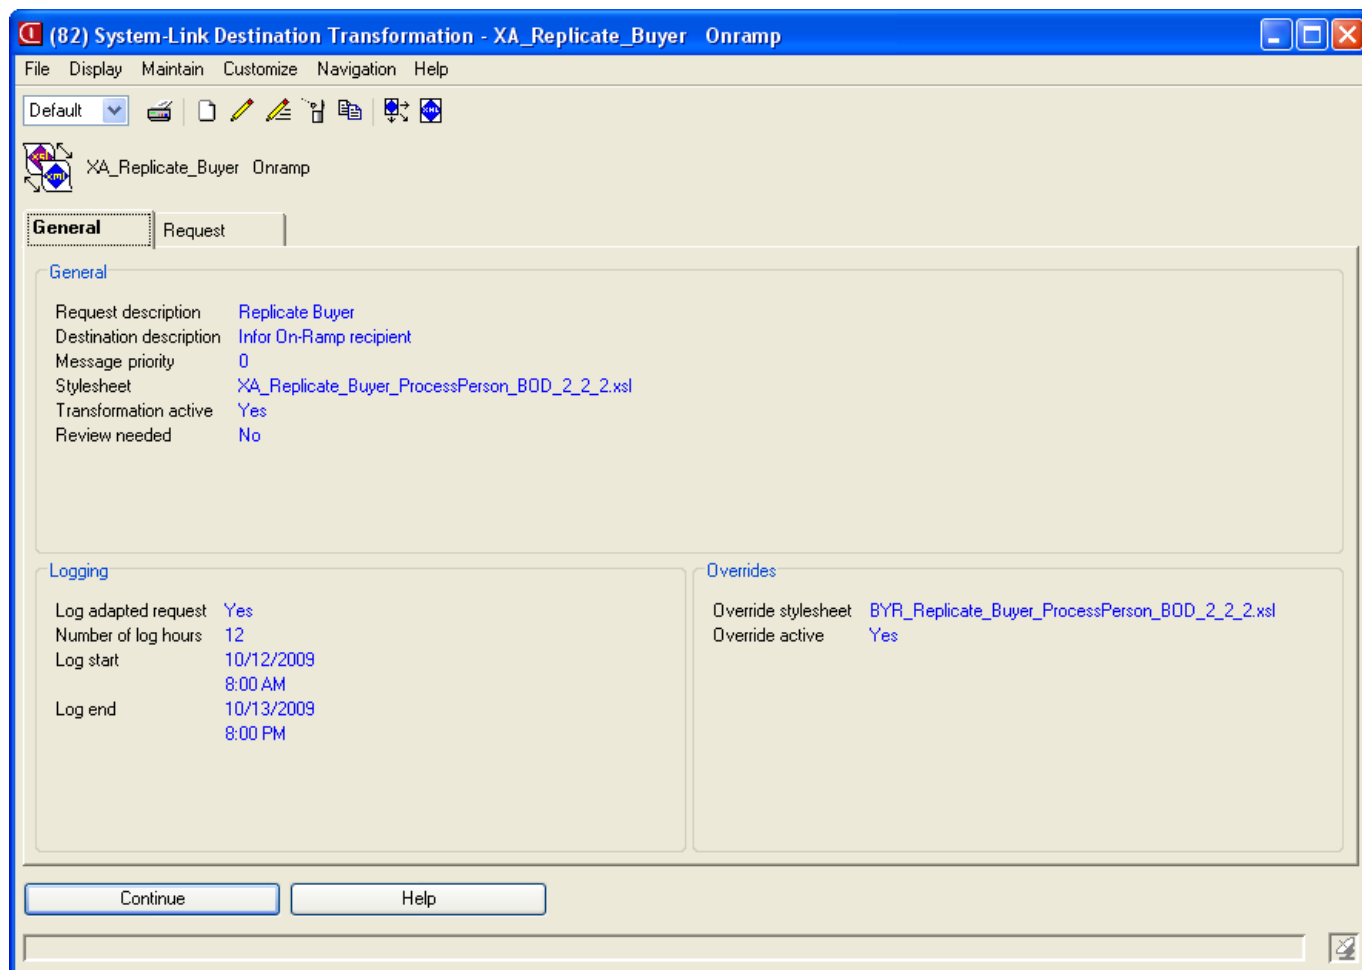 (82) System-Link Destination Transformation - XA_Replicate_Buyer Onramp
File Display Maintain Customize Navigation Help
Default
XA_Replicate_Buyer Onramp
General Request
General
Request description Replicate Buyer
Destination description Infor On-Ramp recipient
Message priority 0
Stylesheet XA_Replicate_Buyer_ProcessPerson_BOD_2_2_2.xsl
Transformation active Yes
Review needed No
Logging
Log adapted request Yes
Number of log hours 12
Log start 10/12/2009
8:00 AM
Log end 10/13/2009
8:00 PM
Overrides
Override stylesheet BYR_Replicate_Buyer_ProcessPerson_BOD_2_2_2.xsl
Override active Yes
Continue Help